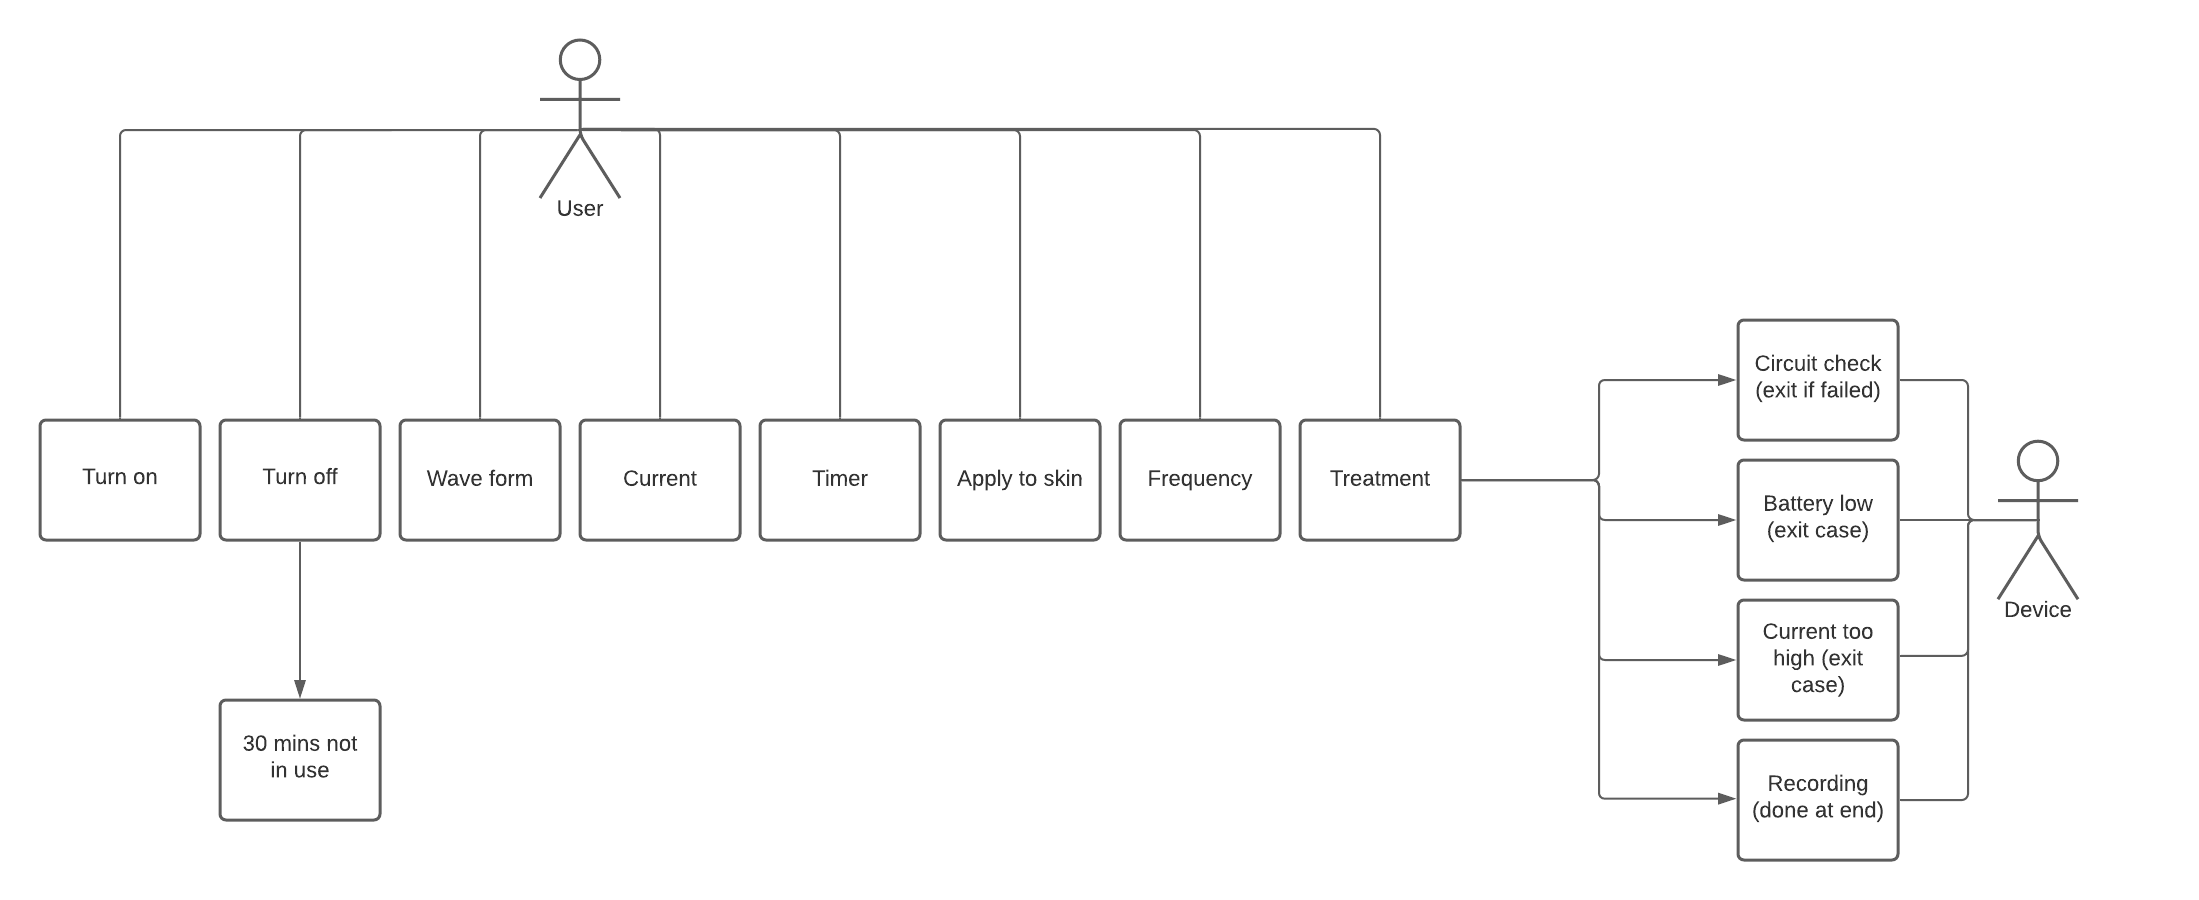 User
Turn on
Turn off
Wave form
Current
Timer
Apply to skin
Frequency
Treatment
30 mins not
in use
Circuit check
(exit if failed)
Battery low
(exit case)
Current too
high (exit
case)
Recording
(done at end)
Device